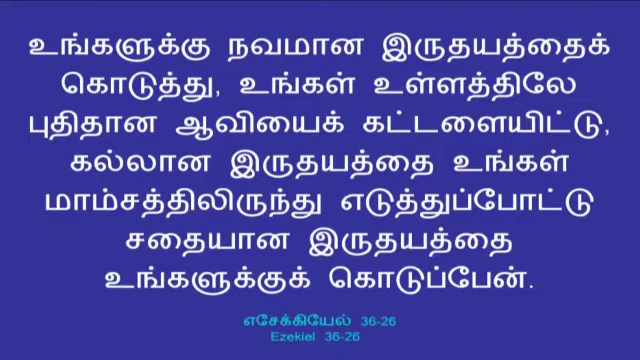 உங்களுக்கு நவமான இருதயத்தைக்
கொடுத்து, உங்கள் உள்ளத்திலே
புதிதான ஆவியைக் கட்டளையிட்டு,
கல்லான இருதயத்தை உங்கள்
மாம்சத்திலிருந்து எடுத்துப்போட்டு
சதையான இருதயத்தை
உங்களுக்குக் கொடுப்பேன்.
எசேக்கியேல் 36-26
Ezekiel 36-26